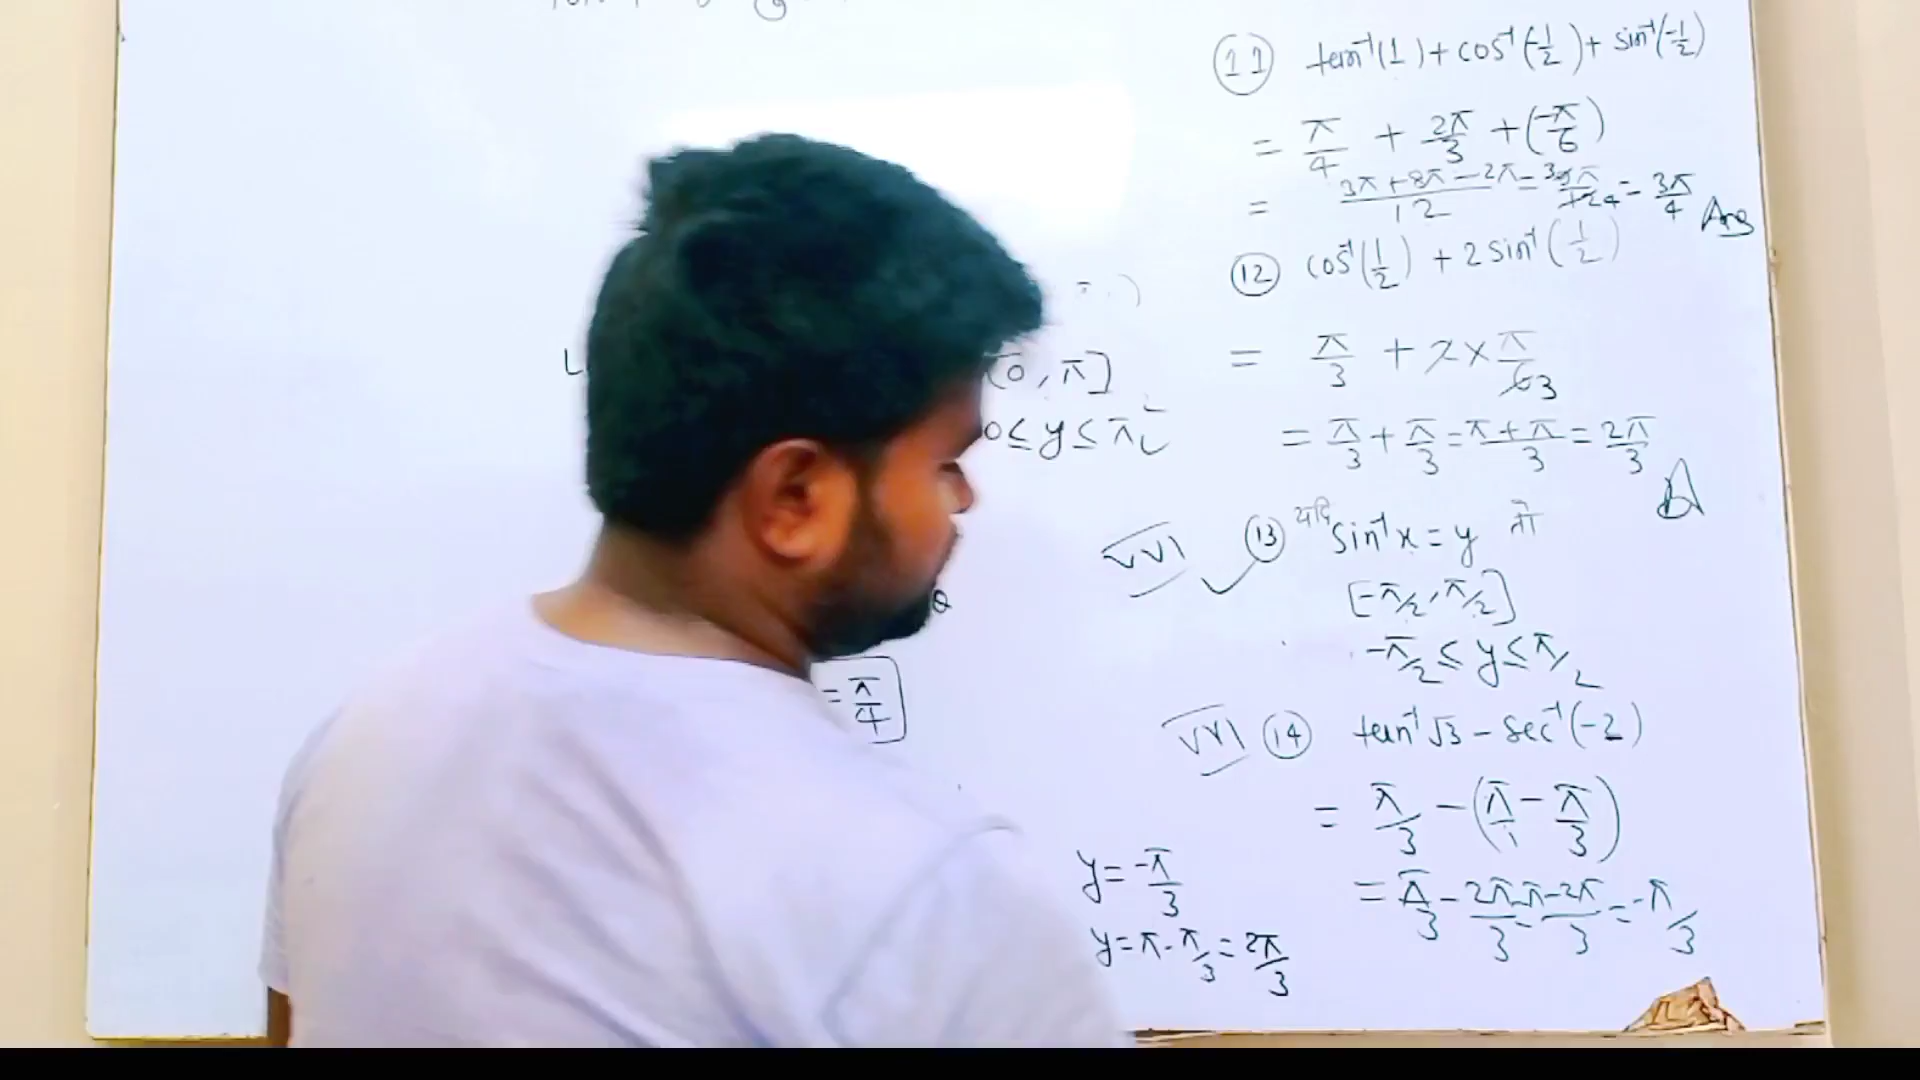 (11) tan⁻¹(1) + cos⁻¹(-1/2) + sin⁻¹(-1/2)
= π/4 + 2π/3 + (-π/6)
= (3π + 8π - 2π)/12 = 9π/12 = 3π/4 Ans
(12) cos⁻¹(1/2) + 2 sin⁻¹(1/2)
= π/3 + 2 × π/6 3
= π/3 + π/3 = (π + π)/3 = 2π/3
VVI (13) यदि sin⁻¹x = y तो
[-π/2, π/2]
-π/2 ≤ y ≤ π/2
VVI (14) tan⁻¹√3 - sec⁻¹(-2)
= π/3 - (π/1 - π/3)
= π/3 - 2π/3 = (π - 2π)/3 = -π/3
[0, π]
0 ≤ y ≤ π
θ
= π/4
y = -π/3
y = π - π/3 = 2π/3